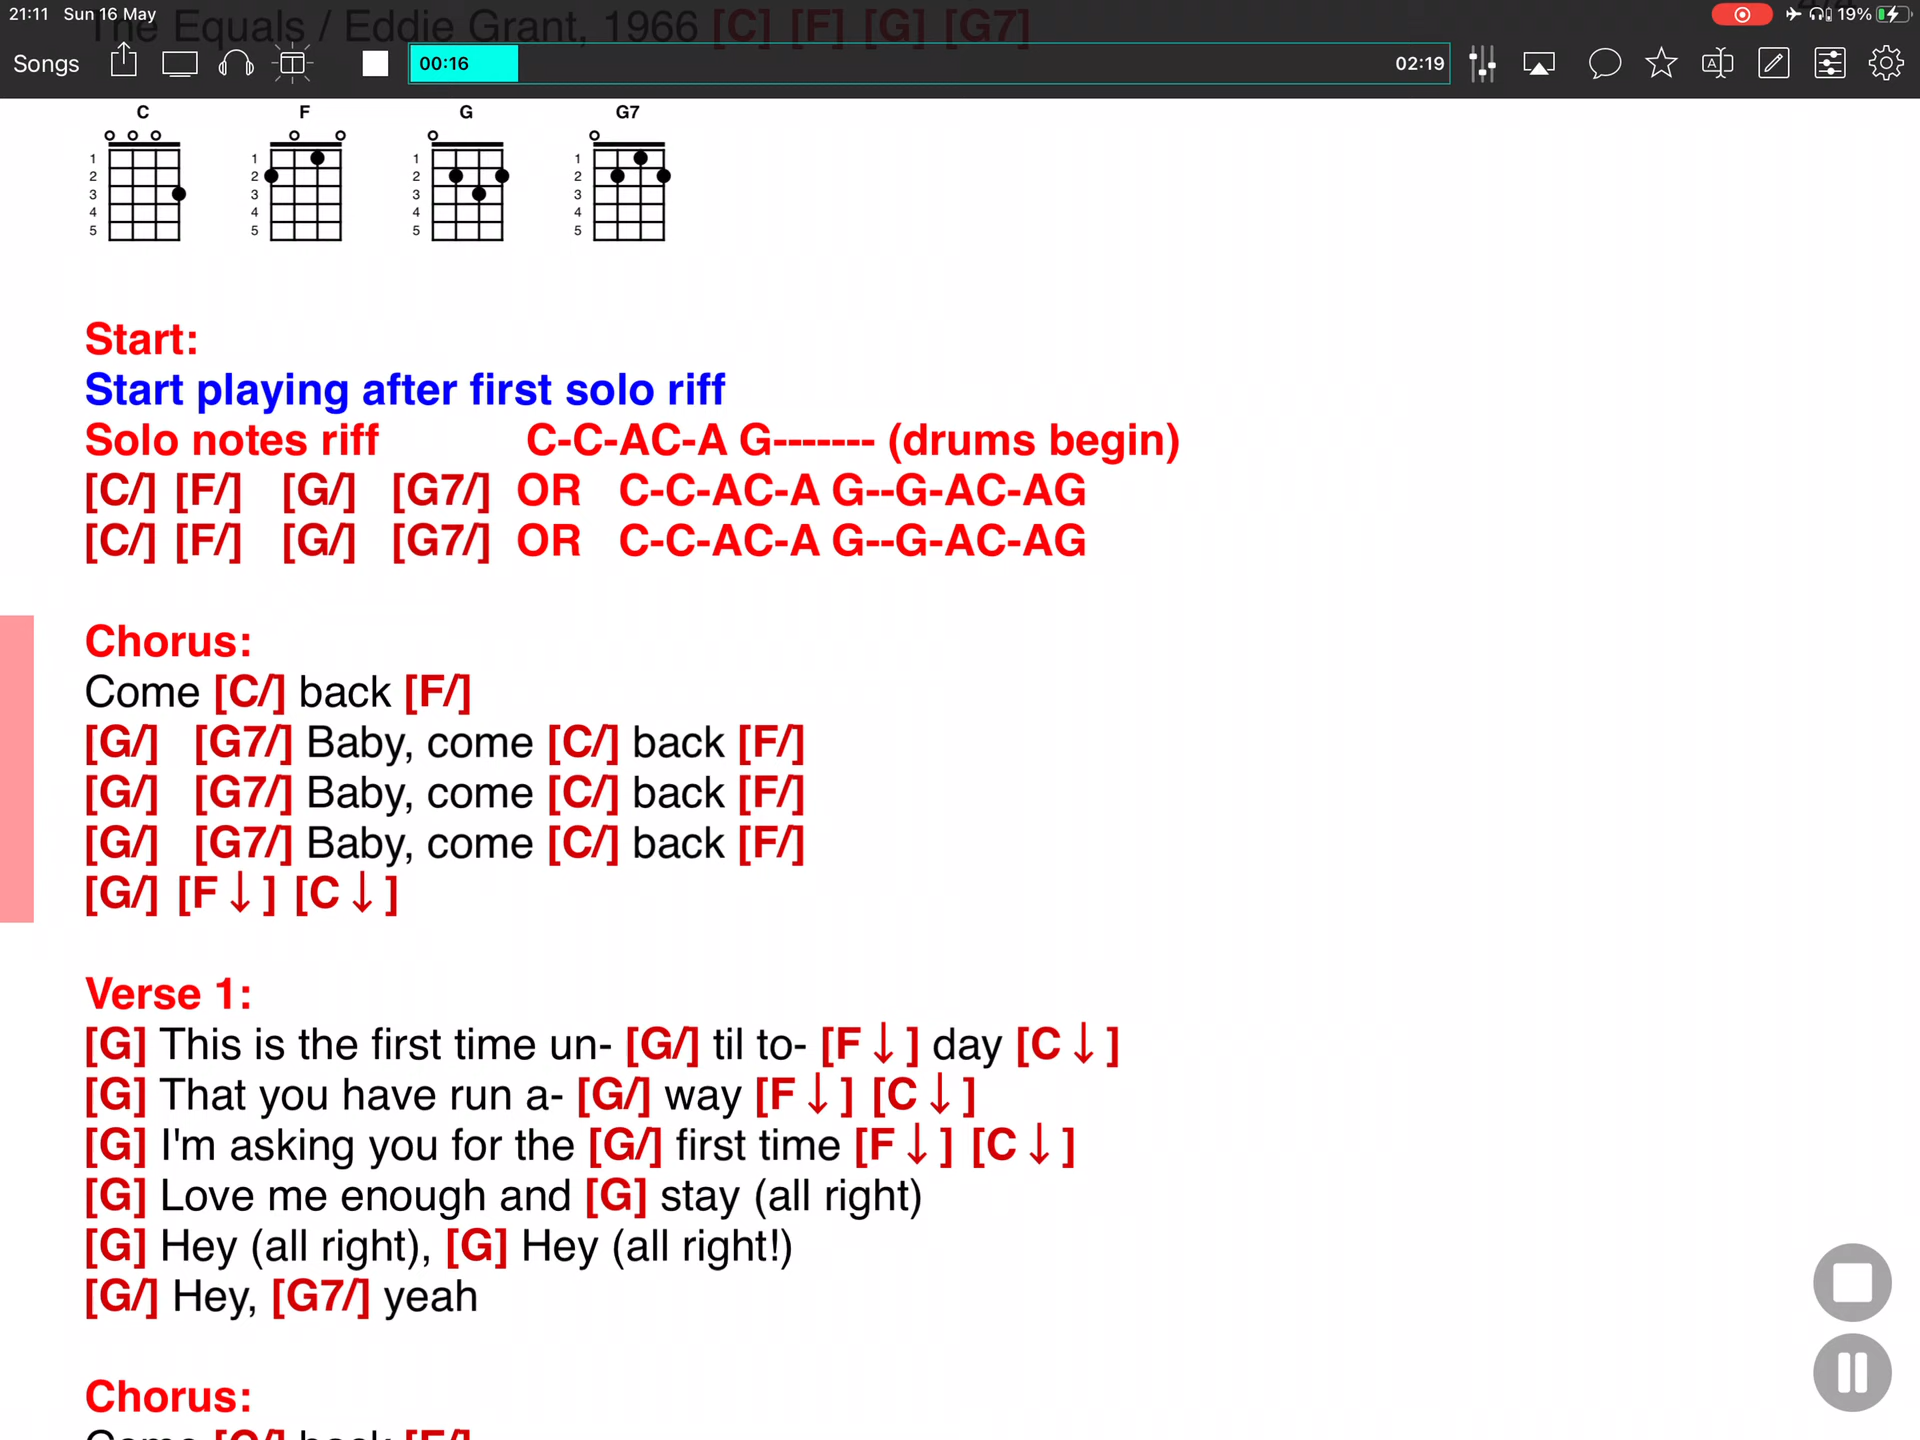 21:11 Sun 16 May 19%
The Equals / Eddie Grant, 1966 [C] [F] [G] [G7]
Songs 00:16 02:19
C F G G7
1 1 1 1
2 2 2 2
3 3 3 3
4 4 4 4
5 5 5 5
Start:
Start playing after first solo riff
Solo notes riff C-C-AC-A G------- (drums begin)
[C/] [F/] [G/] [G7/] OR C-C-AC-A G--G-AC-AG
[C/] [F/] [G/] [G7/] OR C-C-AC-A G--G-AC-AG
Chorus:
Come [C/] back [F/]
[G/] [G7/] Baby, come [C/] back [F/]
[G/] [G7/] Baby, come [C/] back [F/]
[G/] [G7/] Baby, come [C/] back [F/]
[G/] [F↓] [C↓]
Verse 1:
[G] This is the first time un- [G/] til to- [F↓] day [C↓]
[G] That you have run a- [G/] way [F↓] [C↓]
[G] I'm asking you for the [G/] first time [F↓] [C↓]
[G] Love me enough and [G] stay (all right)
[G] Hey (all right), [G] Hey (all right!)
[G/] Hey, [G7/] yeah
Chorus:
Come [C/] back [F/]